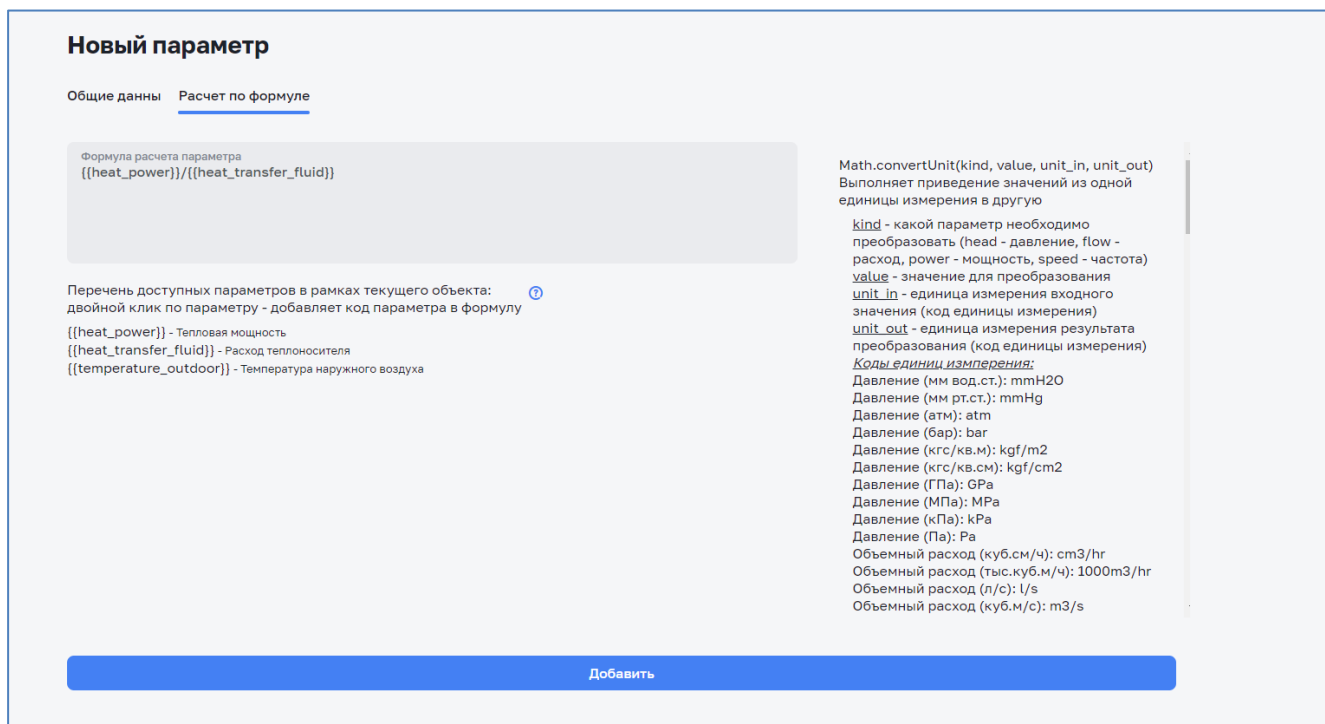 Новый параметр
Общие данны Расчет по формуле
Формула расчета параметра
{{heat_power}}/{{heat_transfer_fluid}}
Перечень доступных параметров в рамках текущего объекта:
двойной клик по параметру - добавляет код параметра в формулу
{{heat_power}} - Тепловая мощность
{{heat_transfer_fluid}} - Расход теплоносителя
{{temperature_outdoor}} - Температура наружного воздуха
Math.convertUnit(kind, value, unit_in, unit_out)
Выполняет приведение значений из одной
единицы измерения в другую
kind - какой параметр необходимо
преобразовать (head - давление, flow -
расход, power - мощность, speed - частота)
value - значение для преобразования
unit_in - единица измерения входного
значения (код единицы измерения)
unit_out - единица измерения результата
преобразования (код единицы измерения)
Коды единиц измперения:
Давление (мм вод.ст.): mmH2O
Давление (мм рт.ст.): mmHg
Давление (атм): atm
Давление (бар): bar
Давление (кгс/кв.м): kgf/m2
Давление (кгс/кв.см): kgf/cm2
Давление (ГПа): GPa
Давление (МПа): MPa
Давление (кПа): kPa
Давление (Па): Pa
Объемный расход (куб.см/ч): cm3/hr
Объемный расход (тыс.куб.м/ч): 1000m3/hr
Объемный расход (л/с): l/s
Объемный расход (куб.м/с): m3/s
Добавить